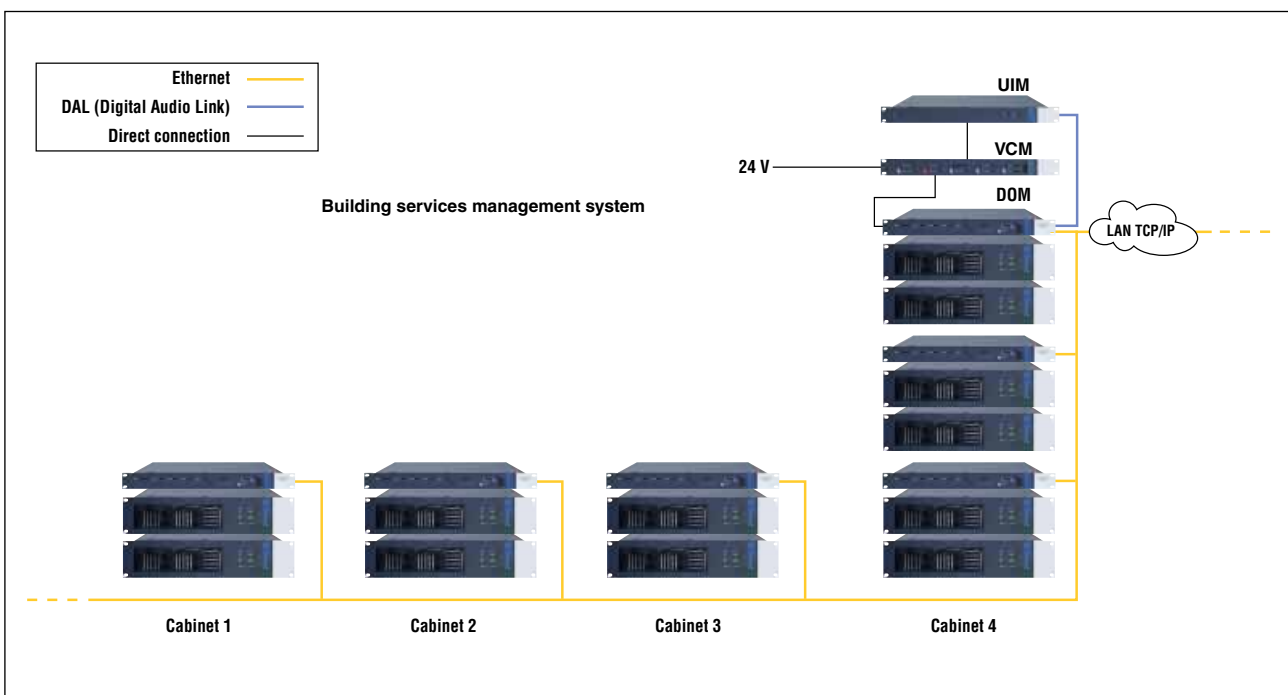 Ethernet
DAL (Digital Audio Link)
Direct connection
UIM
VCM
24 V
DOM
Building services management system
LAN TCP/IP
Cabinet 1
Cabinet 2
Cabinet 3
Cabinet 4